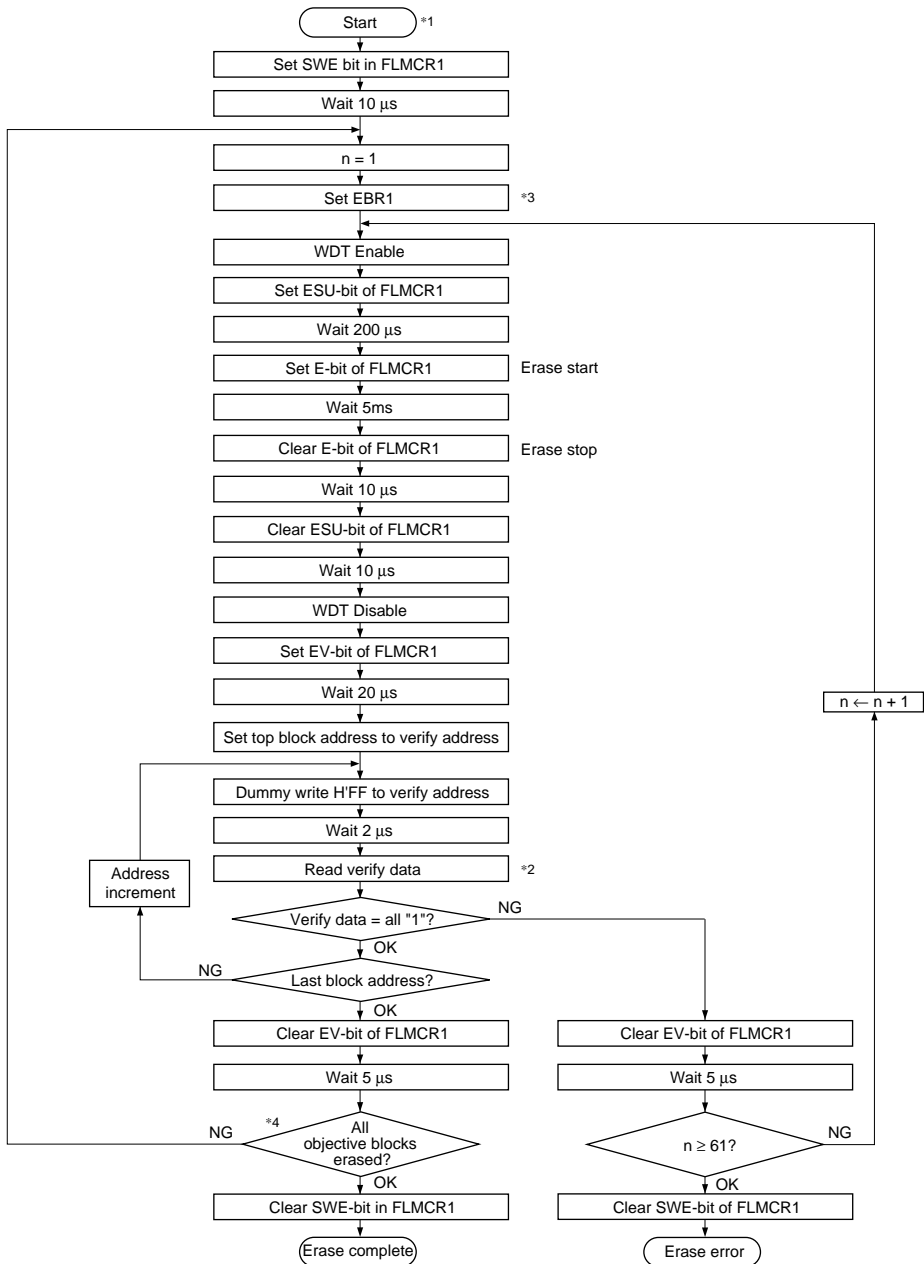 Start *1
Set SWE bit in FLMCR1
Wait 10 µs
n = 1
Set EBR1 *3
WDT Enable
Set ESU-bit of FLMCR1
Wait 200 µs
Set E-bit of FLMCR1 Erase start
Wait 5ms
Clear E-bit of FLMCR1 Erase stop
Wait 10 µs
Clear ESU-bit of FLMCR1
Wait 10 µs
WDT Disable
Set EV-bit of FLMCR1
Wait 20 µs
n ← n + 1
Set top block address to verify address
Dummy write H'FF to verify address
Wait 2 µs
Read verify data *2
Address
increment
Verify data = all "1"? NG
OK
NG Last block address?
OK
Clear EV-bit of FLMCR1 Clear EV-bit of FLMCR1
Wait 5 µs Wait 5 µs
NG *4 All
objective blocks
erased?
n ≥ 61? NG
OK OK
Clear SWE-bit in FLMCR1 Clear SWE-bit of FLMCR1
Erase complete Erase error